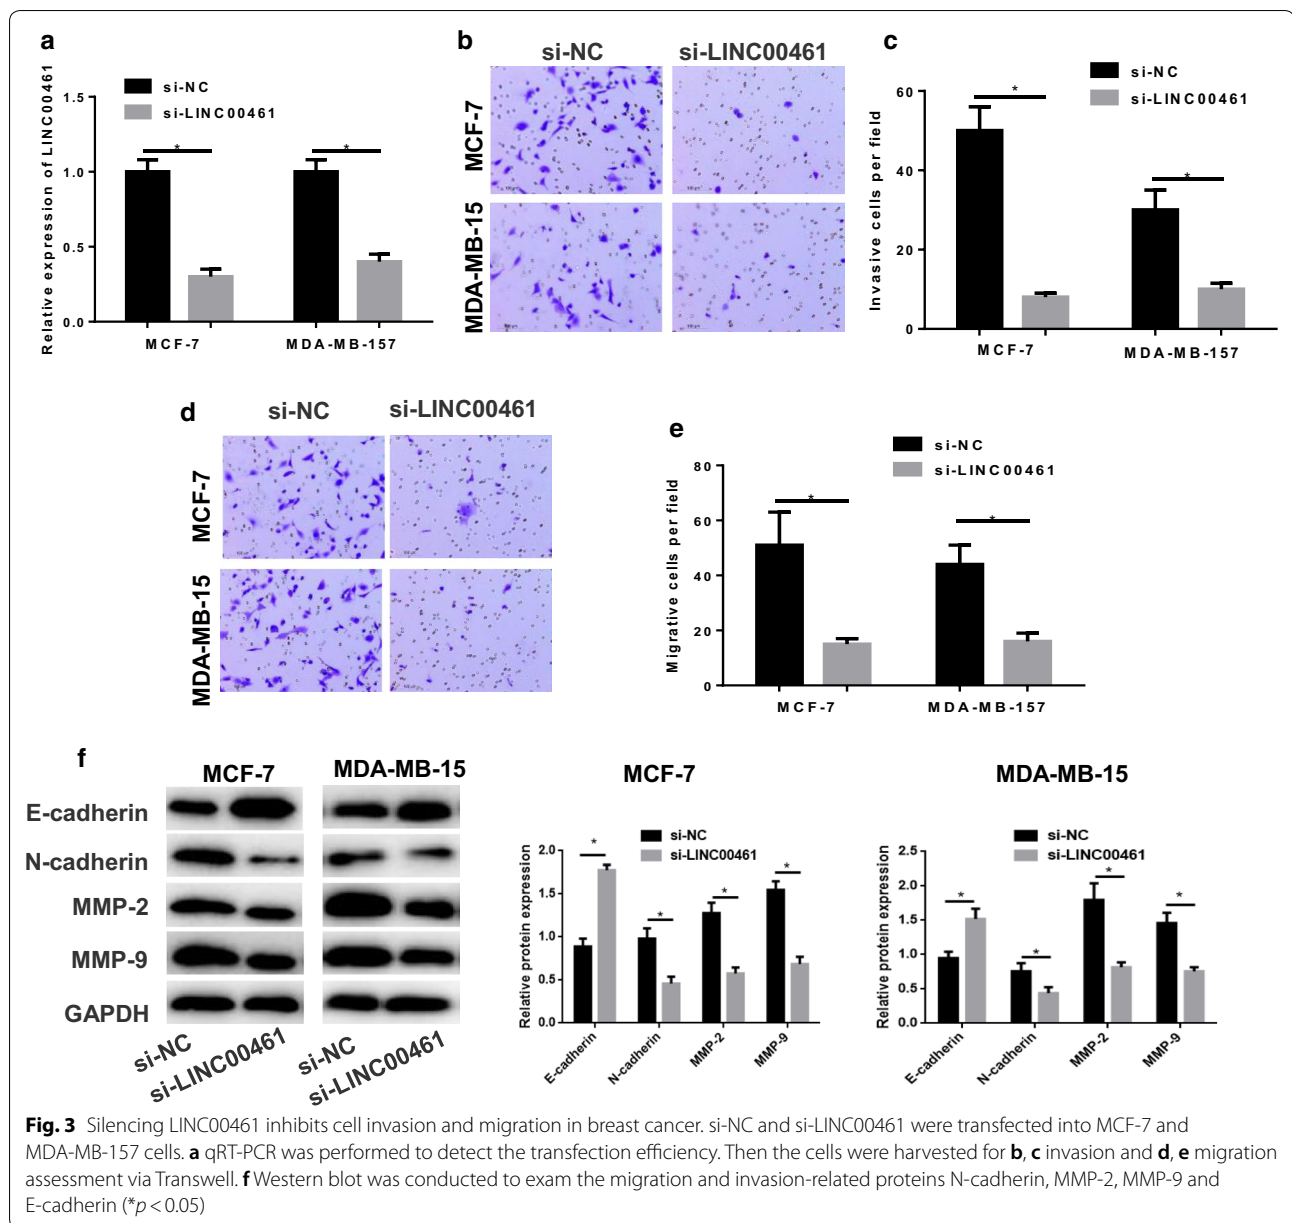 a
si-NC
si-LINC00461
Relative expression of LINC00461
1.5
1.0
0.5
0.0
*
*
MCF-7
MDA-MB-157
b
si-NC
si-LINC00461
MCF-7
MDA-MB-15
c
si-NC
si-LINC00461
Invasive cells per field
60
40
20
0
*
*
MCF-7
MDA-MB-157
d
si-NC
si-LINC00461
MCF-7
MDA-MB-15
e
si-NC
si-LINC00461
Migrative cells per field
80
60
40
20
0
*
*
MCF-7
MDA-MB-157
f
MCF-7
MDA-MB-15
E-cadherin
N-cadherin
MMP-2
MMP-9
GAPDH
si-NC
si-LINC00461
si-NC
si-LINC00461
MCF-7
si-NC
si-LINC00461
Relative protein expression
2.0
1.5
1.0
0.5
0.0
*
*
*
*
E-cadherin
N-cadherin
MMP-2
MMP-9
MDA-MB-15
si-NC
si-LINC00461
Relative protein expression
2.5
2.0
1.5
1.0
0.5
0.0
*
*
*
*
E-cadherin
N-cadherin
MMP-2
MMP-9
Fig. 3 Silencing LINC00461 inhibits cell invasion and migration in breast cancer. si-NC and si-LINC00461 were transfected into MCF-7 and
MDA-MB-157 cells. a qRT-PCR was performed to detect the transfection efficiency. Then the cells were harvested for b, c invasion and d, e migration
assessment via Transwell. f Western blot was conducted to exam the migration and invasion-related proteins N-cadherin, MMP-2, MMP-9 and
E-cadherin (*p < 0.05)